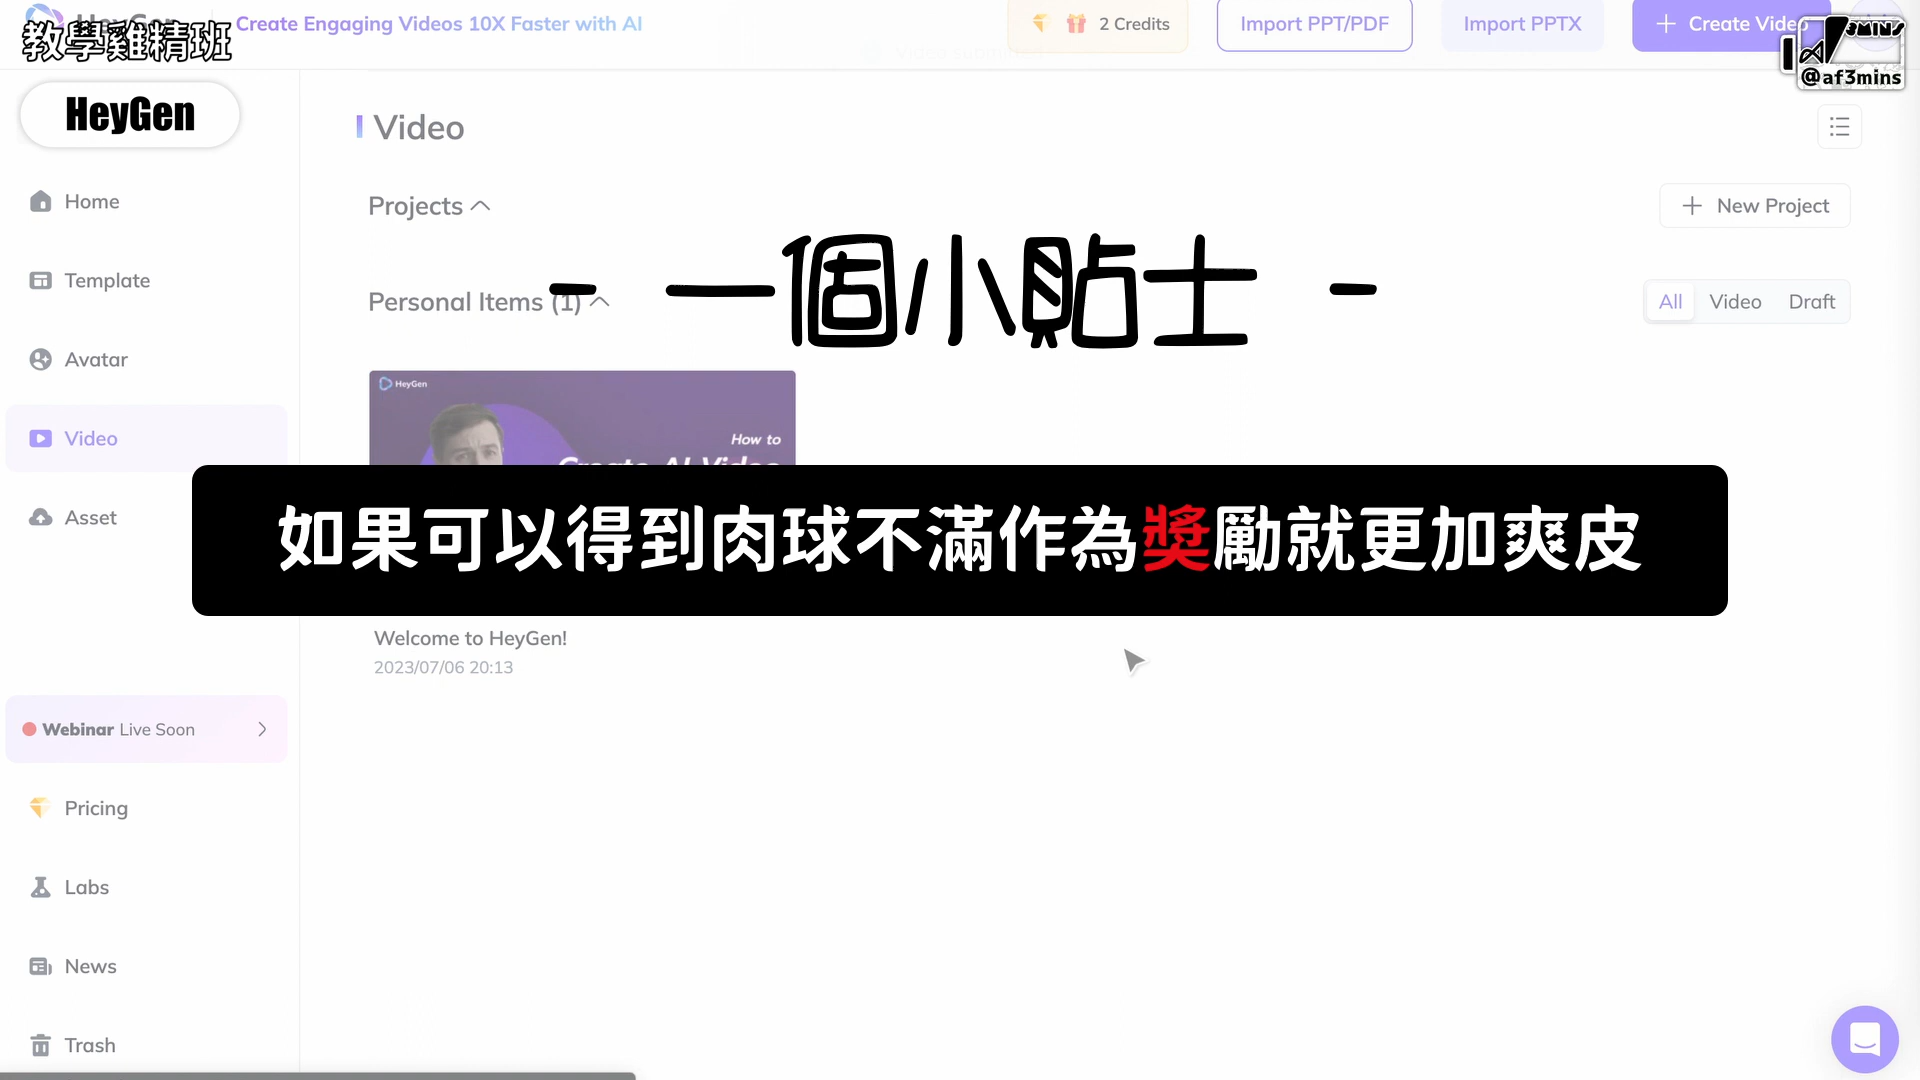 教學雞精班
Create Engaging Videos 10X Faster with AI
2 Credits
Import PPT/PDF
Import PPTX
Create Video
3MINS
@af3mins
HeyGen
Video
Home
Projects
New Project
Template
- 一個小貼士 -
Personal Items (1)
All
Video
Draft
Avatar
HeyGen
Video
How to
Create AI Video
Asset
如果可以得到肉球不滿作為獎勵就更加爽皮
Welcome to HeyGen!
2023/07/06 20:13
Webinar Live Soon
Pricing
Labs
News
Trash